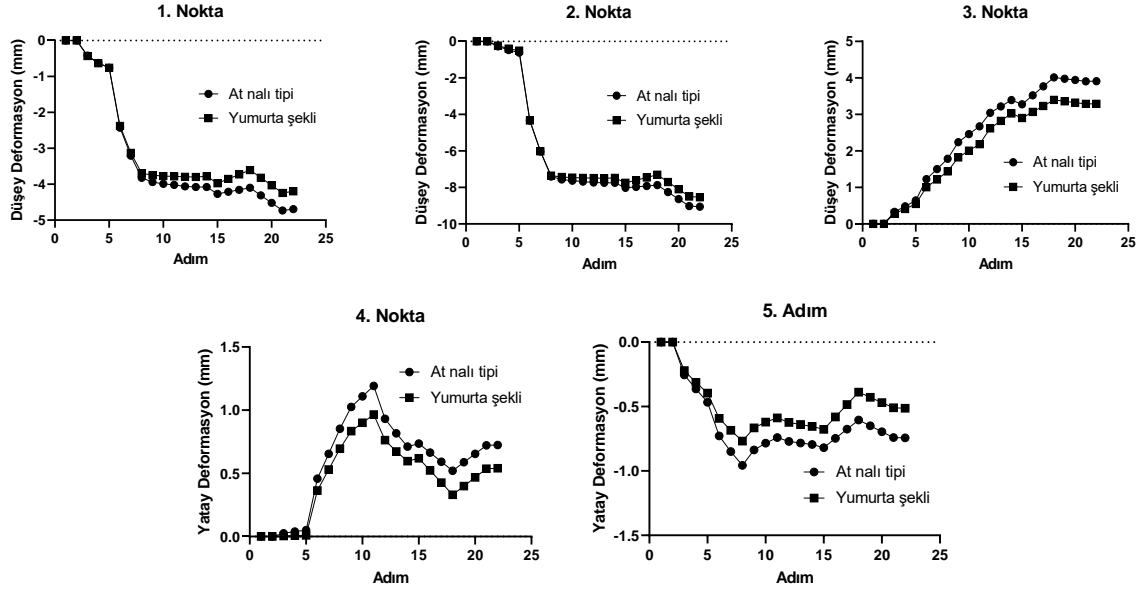 1. Nokta
Düşey Deformasyon (mm)
0
-1
-2
-3
-4
-5
At nalı tipi
Yumurta şekli
0 5 10 15 20 25
Adım
2. Nokta
Düşey Deformasyon (mm)
0
-2
-4
-6
-8
-10
At nalı tipi
Yumurta şekli
0 5 10 15 20 25
Adım
3. Nokta
Düşey Deformasyon (mm)
5
4
3
2
1
0
At nalı tipi
Yumurta şekli
0 5 10 15 20 25
Adım
4. Nokta
Yatay Deformasyon (mm)
1.5
1.0
0.5
0.0
At nalı tipi
Yumurta şekli
0 5 10 15 20 25
Adım
5. Adım
Yatay Deformasyon (mm)
0.0
-0.5
-1.0
-1.5
At nalı tipi
Yumurta şekli
0 5 10 15 20 25
Adım